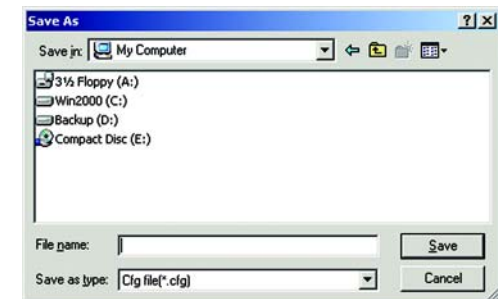 Save As
Save in: My Computer
3½ Floppy (A:)
Win2000 (C:)
Backup (D:)
Compact Disc (E:)
File name: Save
Save as type: Cfg file(*.cfg) Cancel